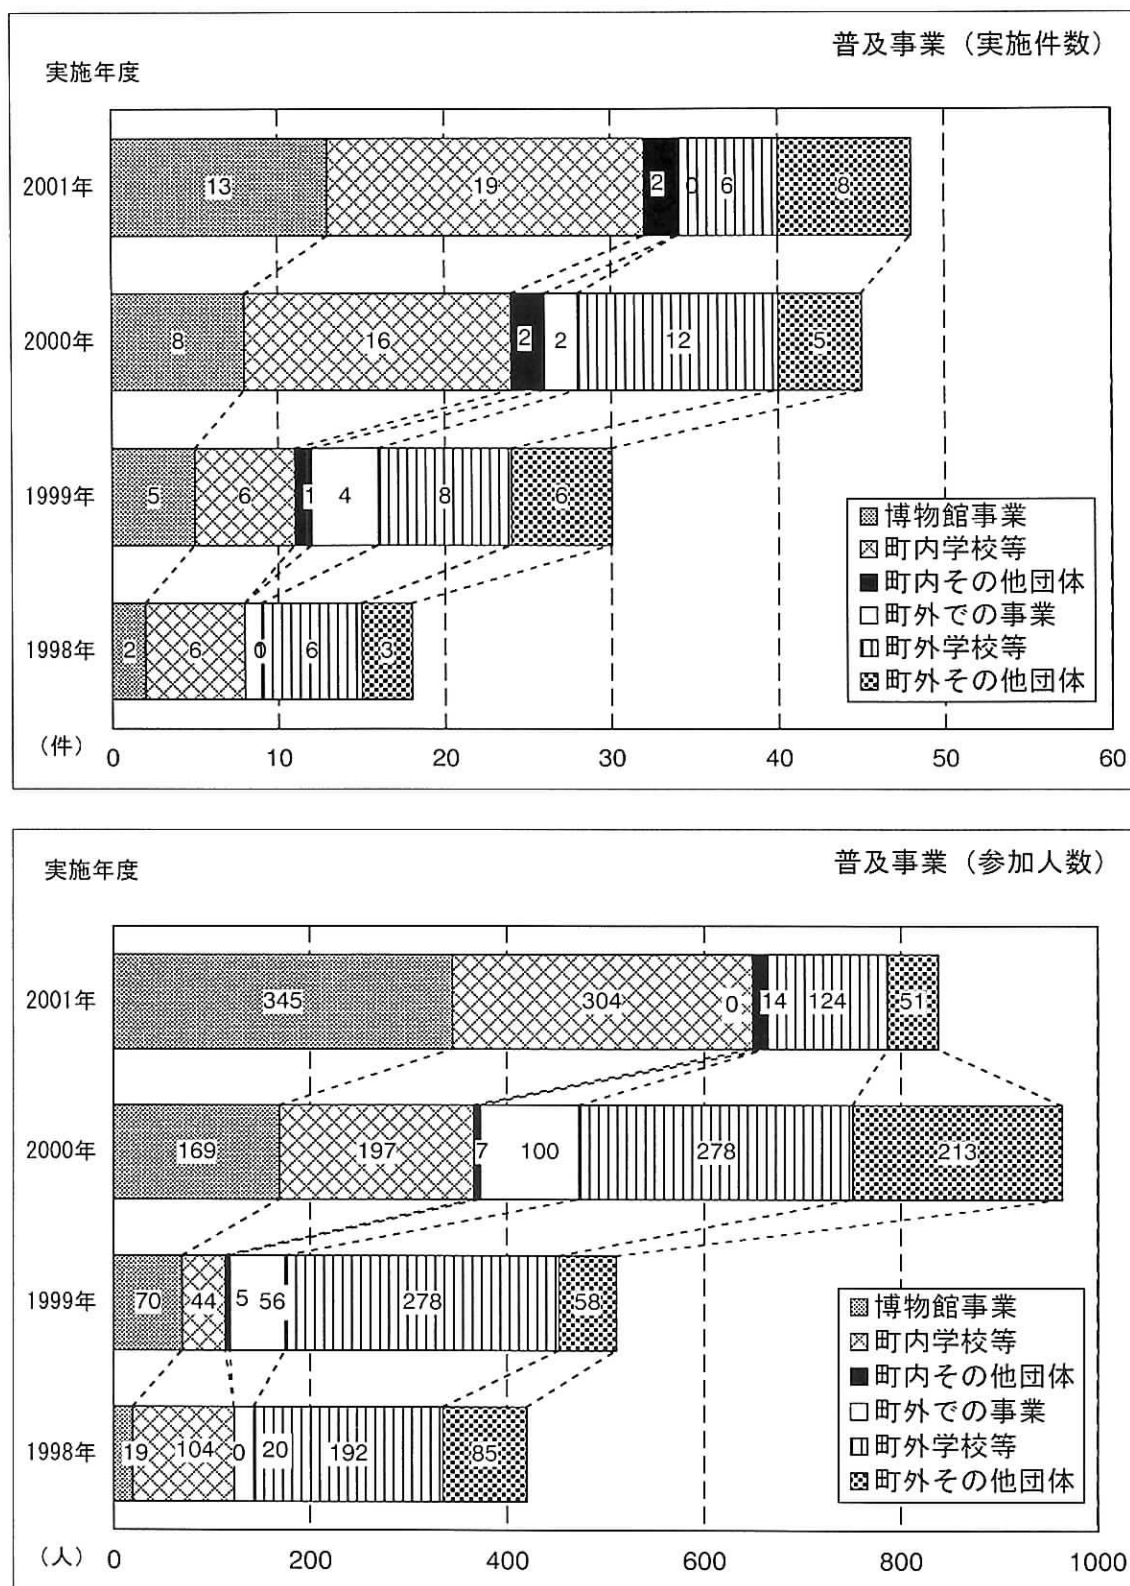 普及事業（実施件数）
実施年度
2001年 13 19 2 0 6 8
2000年 8 16 2 2 12 5
1999年 5 6 1 4 8 6
1998年 2 6 0 6 3
博物館事業
町内学校等
町内その他団体
町外での事業
町外学校等
町外その他団体
（件） 0 10 20 30 40 50 60
普及事業（参加人数）
実施年度
2001年 345 304 0 14 124 51
2000年 169 197 7 100 278 213
1999年 70 44 5 56 278 58
1998年 19 104 0 20 192 85
博物館事業
町内学校等
町内その他団体
町外での事業
町外学校等
町外その他団体
（人） 0 200 400 600 800 1000